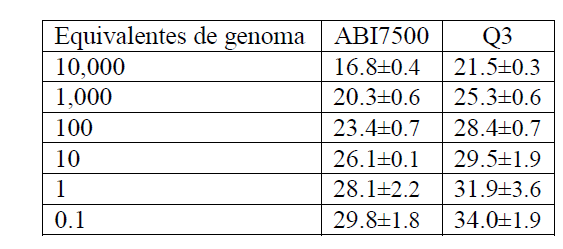 Equivalentes de genoma ABI7500 Q3
10,000 16.8±0.4 21.5±0.3
1,000 20.3±0.6 25.3±0.6
100 23.4±0.7 28.4±0.7
10 26.1±0.1 29.5±1.9
1 28.1±2.2 31.9±3.6
0.1 29.8±1.8 34.0±1.9